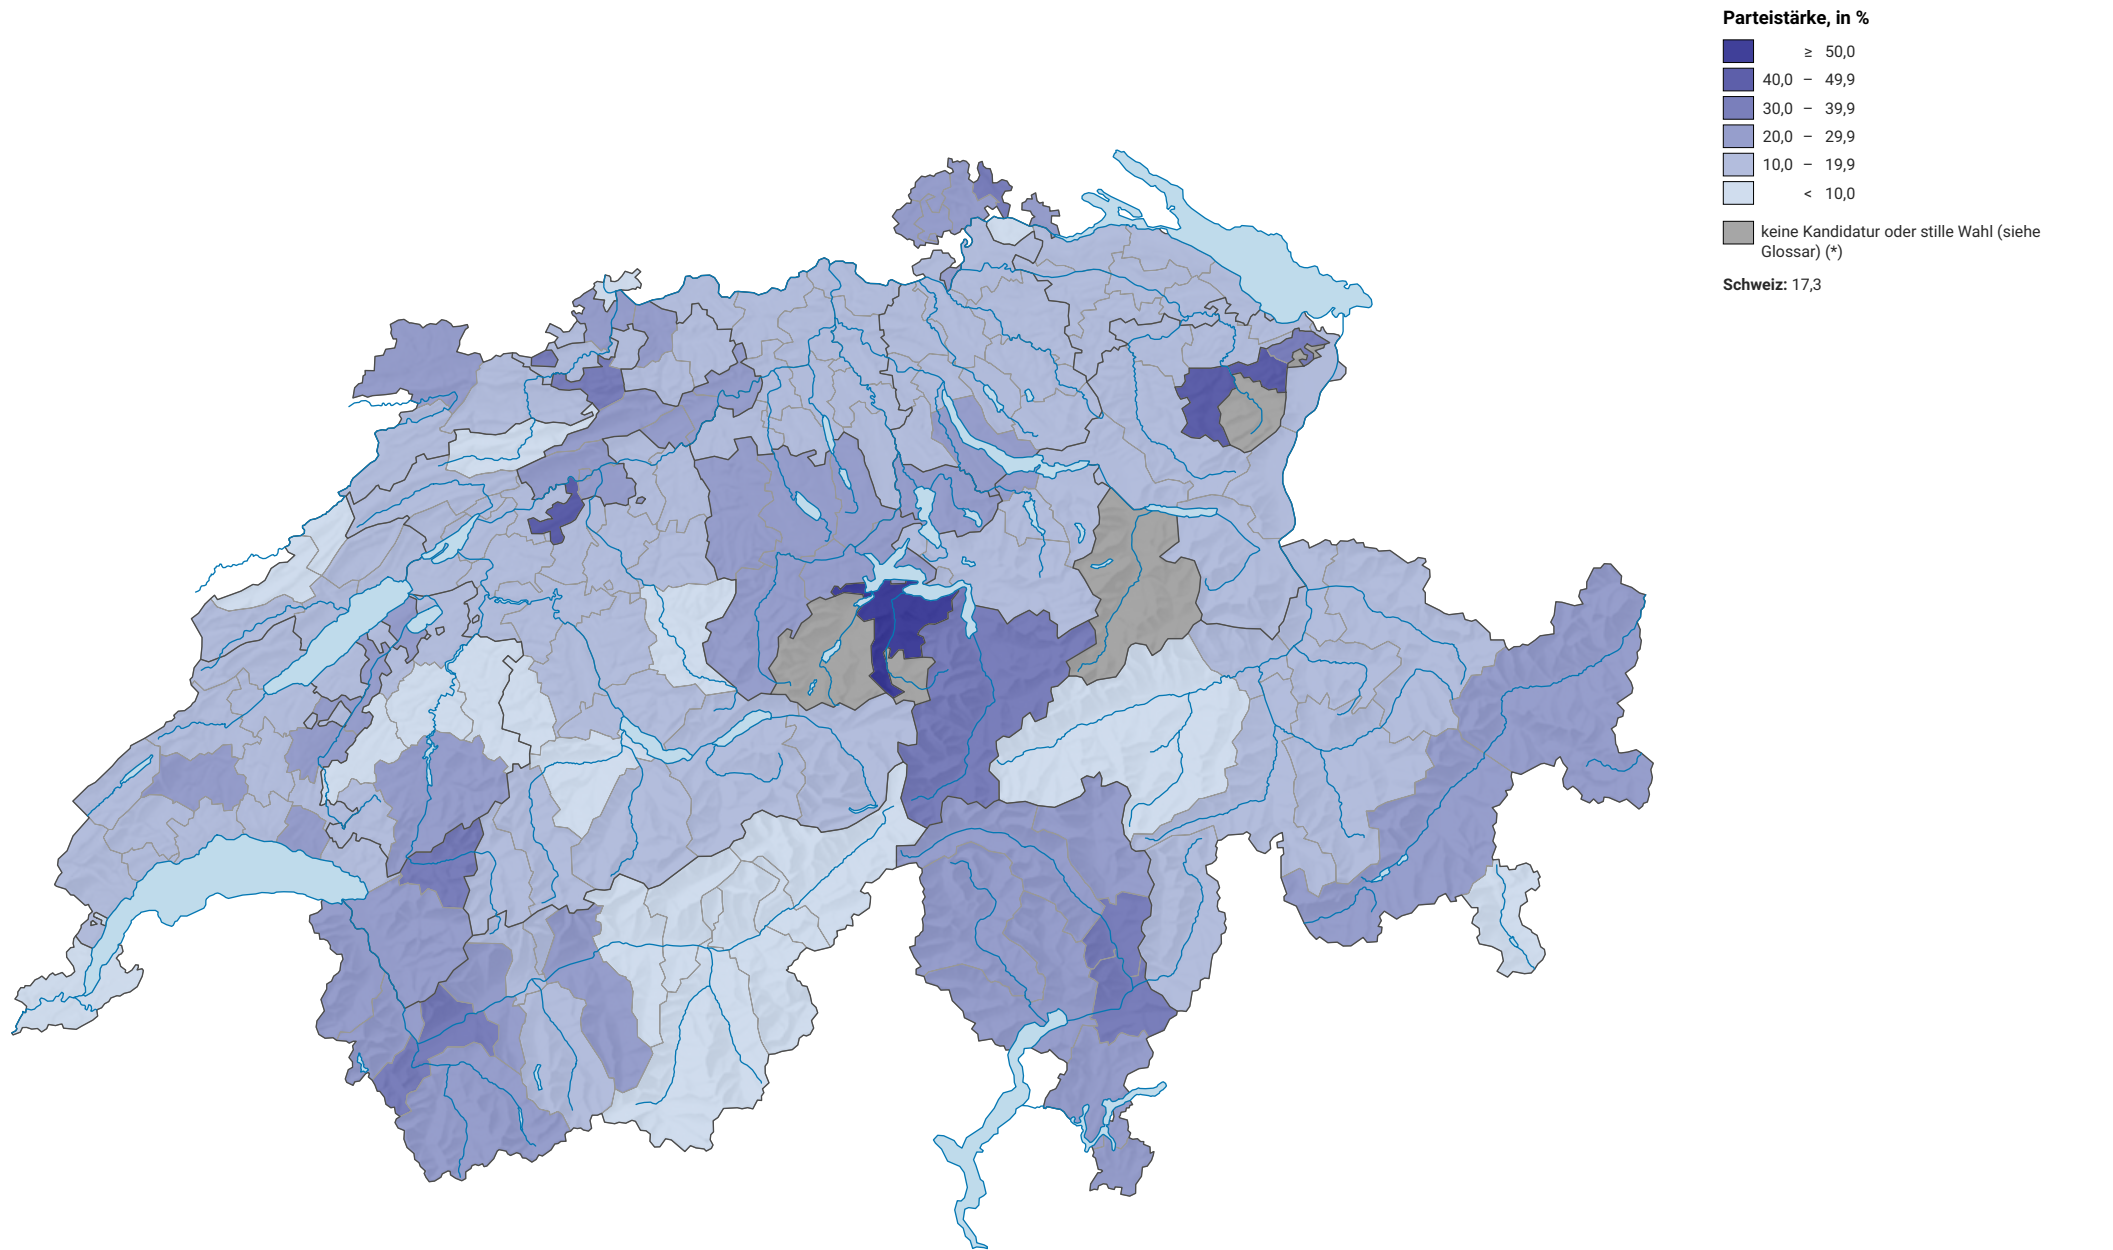 Parteistärke, in %
≥ 50,0
40,0 – 49,9
30,0 – 39,9
20,0 – 29,9
10,0 – 19,9
< 10,0
keine Kandidatur oder stille Wahl (siehe
Glossar) (*)
Schweiz: 17,3